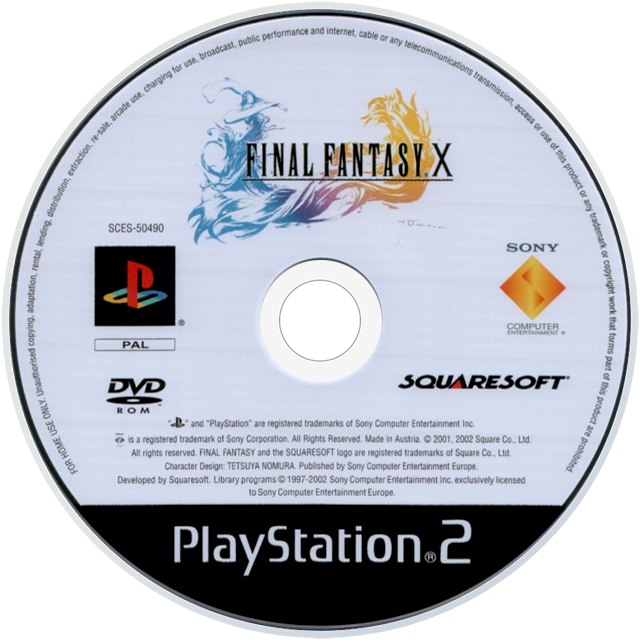 FOR HOME USE ONLY. Unauthorised copying, adaptation, rental, lending, distribution, extraction, re-sale, arcade use, charging for use, broadcast, public performance and internet, cable or any telecommunications transmission, access or use of this product or any trademark or copyright work that forms part of this product are prohibited.
FINAL FANTASY X
SCES-50490
®
PAL
DVD
ROM
SONY
COMPUTER
ENTERTAINMENT ®
SQUARESOFT®
" " and "PlayStation" are registered trademarks of Sony Computer Entertainment Inc.
is a registered trademark of Sony Corporation. All Rights Reserved. Made in Austria. © 2001, 2002 Square Co., Ltd.
All rights reserved. FINAL FANTASY and the SQUARESOFT logo are registered trademarks of Square Co., Ltd.
Character Design: TETSUYA NOMURA. Published by Sony Computer Entertainment Europe.
Developed by Squaresoft. Library programs © 1997-2002 Sony Computer Entertainment Inc. exclusively licensed
to Sony Computer Entertainment Europe.
PlayStation®2